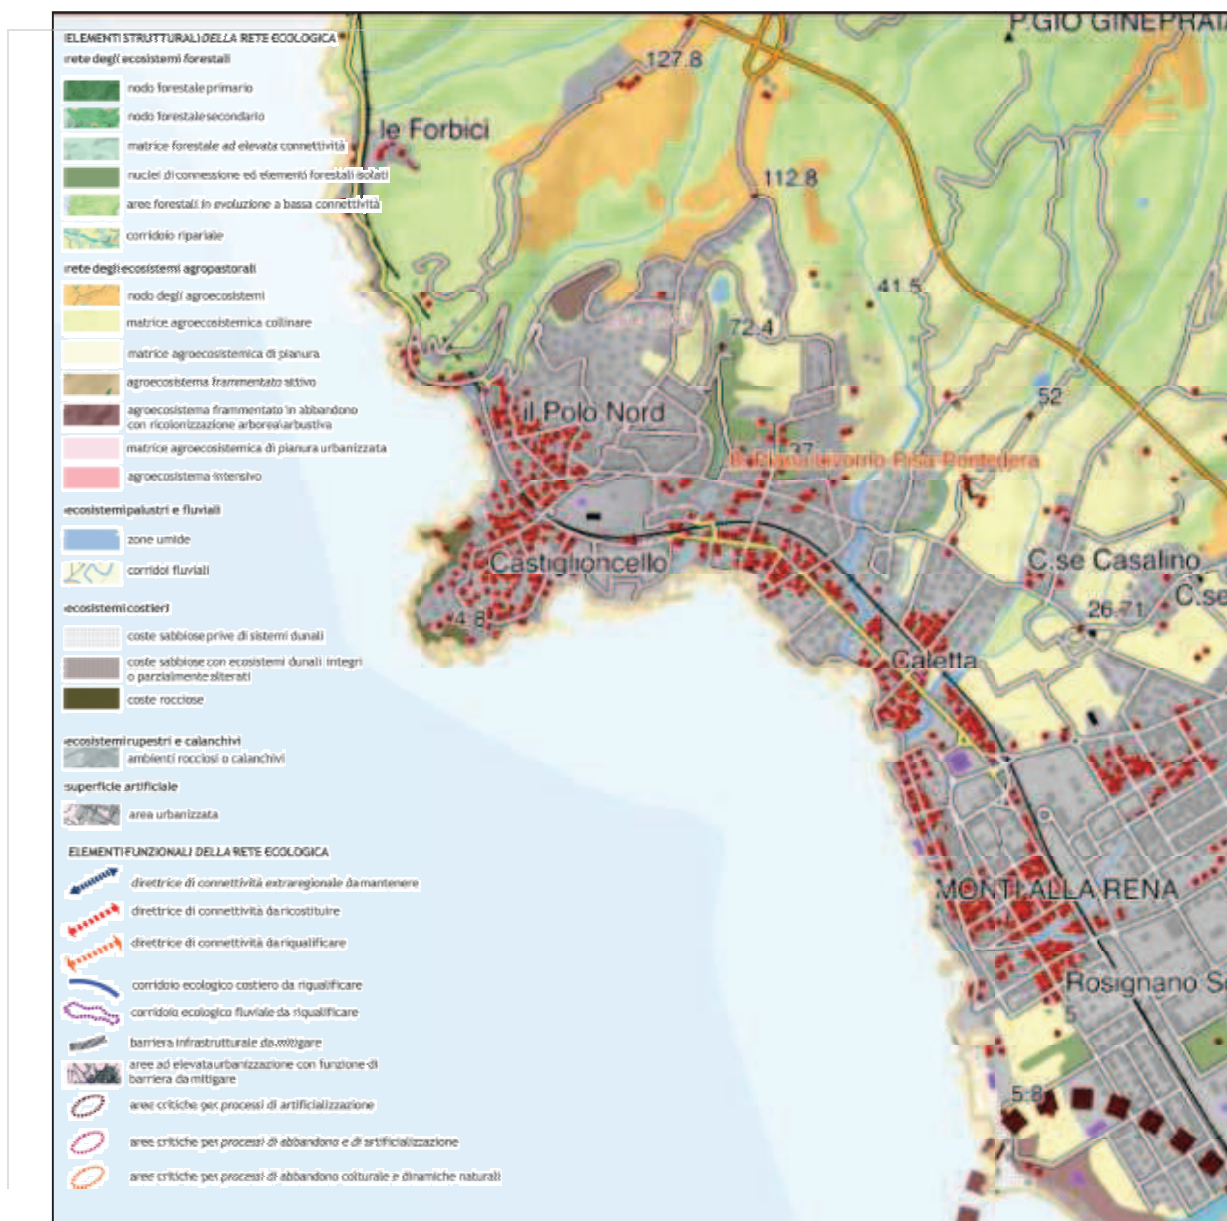 ELEMENTI STRUTTURALI DELLA RETE ECOLOGICA
rete degli ecosistemi forestali
nodo forestale primario
nodo forestale secondario
matrice forestale ad elevata connettività
nuclei di connessione ed elementi forestali isolati
aree forestali in evoluzione a bassa connettività
corridoio ripariale
rete degli ecosistemi agropastorali
nodo degli agroecosistemi
matrice agroecosistemica collinare
matrice agroecosistemica di pianura
agroecosistema frammentato attivo
agroecosistema frammentato in abbandono
con ricolonizzazione arborea/arbustiva
matrice agroecosistemica di pianura urbanizzata
agroecosistema intensivo
ecosistemi palustri e fluviali
zone umide
corridoi fluviali
ecosistemi costieri
coste sabbiose prive di sistemi dunali
coste sabbiose con ecosistemi dunali integri
o parzialmente alterati
coste rocciose
ecosistemi rupestri e calanchivi
ambienti rocciosi o calanchivi
superficie artificiale
area urbanizzata
ELEMENTI FUNZIONALI DELLA RETE ECOLOGICA
direttrice di connettività extraregionale da mantenere
direttrice di connettività da ricostituire
direttrice di connettività da riqualificare
corridoio ecologico costiero da riqualificare
corridoio ecologico fluviale da riqualificare
barriera infrastrutturale da mitigare
aree ad elevata urbanizzazione con funzione di
barriera da mitigare
aree critiche per processi di artificializzazione
aree critiche per processi di abbandono e di artificializzazione
aree critiche per processi di abbandono colturale e dinamiche naturali
P.GIO GINEPRAI
127.8
le Forbici
112.8
41.5
72.4
52
il Polo Nord
37
Castiglioncello
C.se Casalino
C.se
4.8
26.71
Caletta
MONTI ALLA RENA
Rosignano So
5
5.8